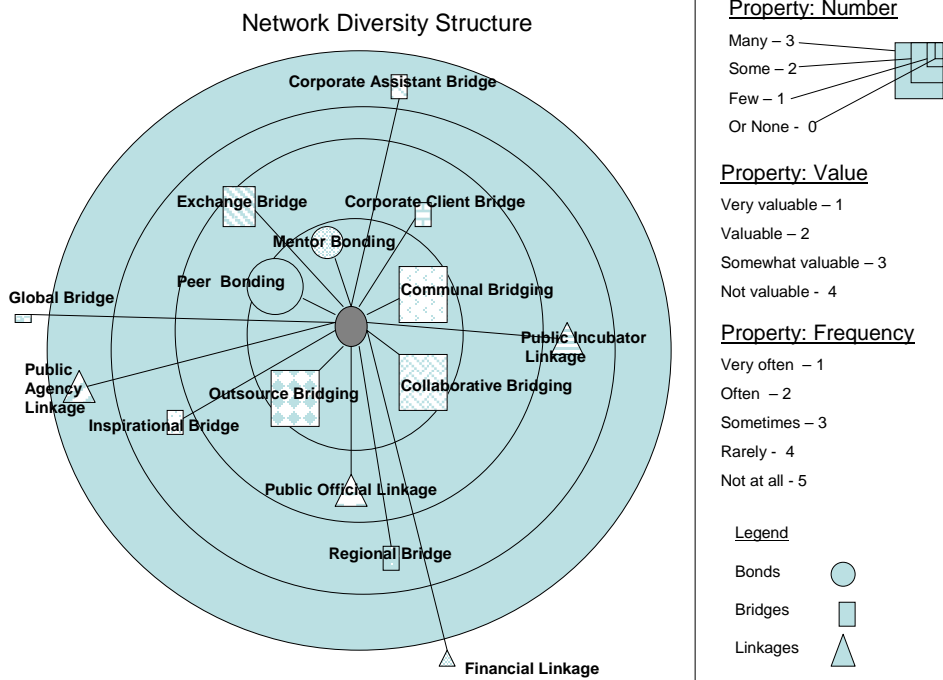 Network Diversity Structure
Corporate Assistant Bridge
Exchange Bridge
Corporate Client Bridge
Mentor Bonding
Peer Bonding
Communal Bridging
Global Bridge
Public Incubator
Linkage
Public
Agency
Linkage
Outsource Bridging
Collaborative Bridging
Inspirational Bridge
Public Official Linkage
Regional Bridge
Financial Linkage
Property: Number
Many – 3
Some – 2
Few – 1
Or None - 0
Property: Value
Very valuable – 1
Valuable – 2
Somewhat valuable – 3
Not valuable - 4
Property: Frequency
Very often – 1
Often – 2
Sometimes – 3
Rarely - 4
Not at all - 5
Legend
Bonds
Bridges
Linkages